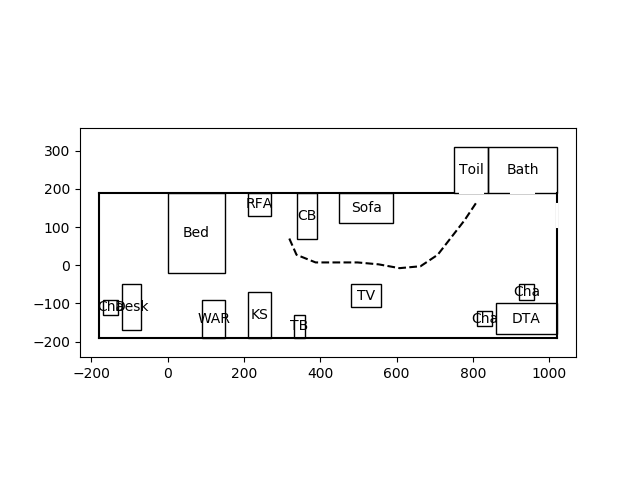 300
200
100
0
−100
−200
−200
0
200
400
600
800
1000
Toil
Bath
RFA
CB
Sofa
Bed
TV
Cha
Cha
Desk
WAR
KS
TB
Cha
DTA